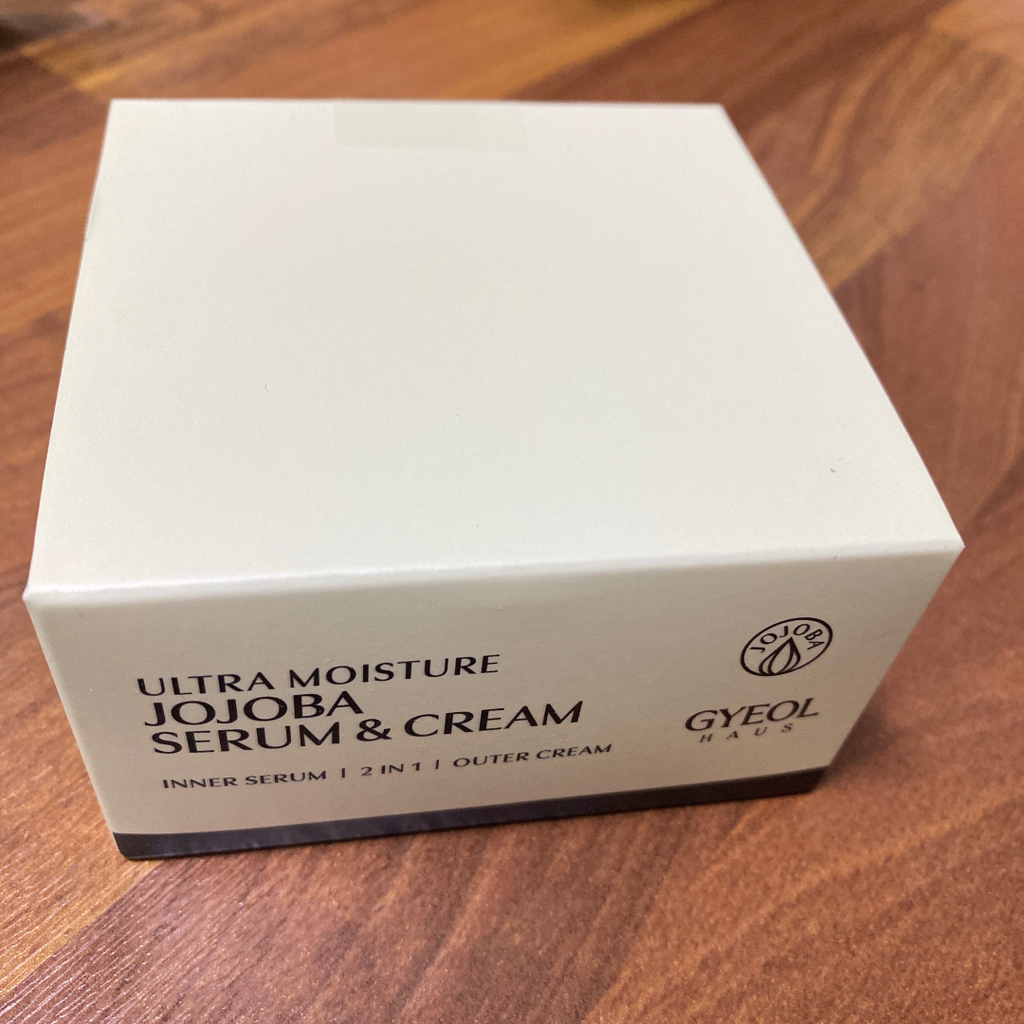 ULTRA MOISTURE
JOJOBA
SERUM & CREAM
INNER SERUM | 2 IN 1 | OUTER CREAM
JOJOBA
GYEOL
HAUS